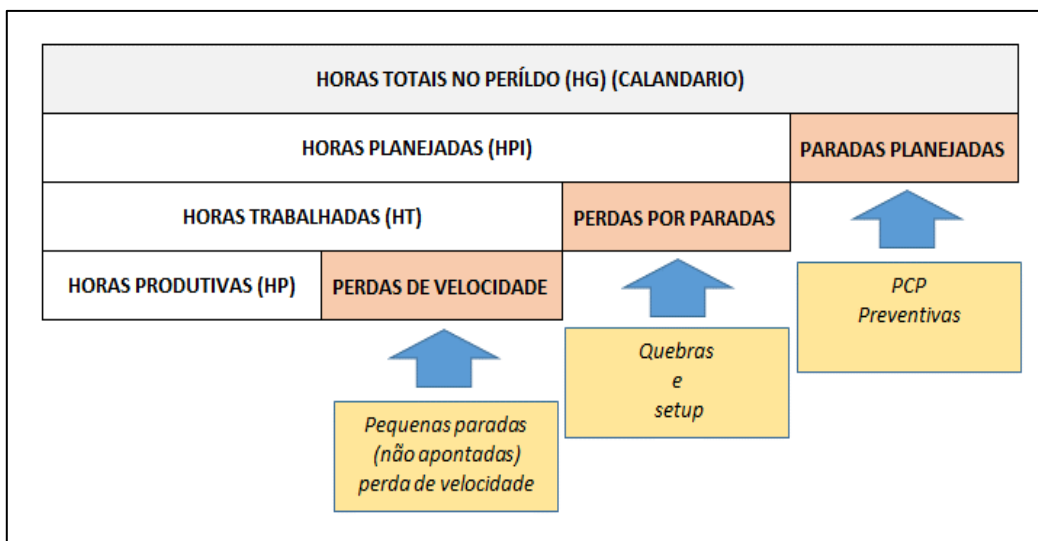 HORAS TOTAIS NO PERÍLDO (HG) (CALANDARIO)
HORAS PLANEJADAS (HPI)
PARADAS PLANEJADAS
HORAS TRABALHADAS (HT)
PERDAS POR PARADAS
HORAS PRODUTIVAS (HP)
PERDAS DE VELOCIDADE
PCP
Preventivas
Quebras
e
setup
Pequenas paradas
(não apontadas)
perda de velocidade